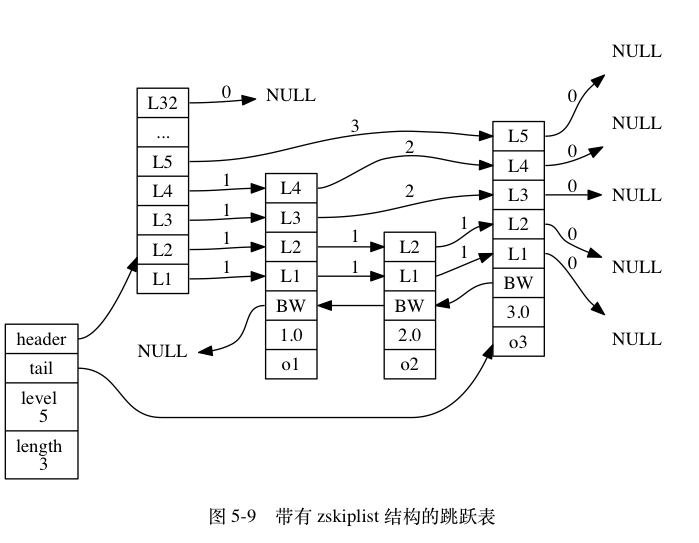 NULL
NULL
NULL
NULL
NULL
NULL
NULL
0
3
2
2
1
1
1
1
1
1
1
1
0
0
0
0
0
L32
...
L5
L4
L3
L2
L1
L4
L3
L2
L1
BW
1.0
o1
L2
L1
BW
2.0
o2
L5
L4
L3
L2
L1
BW
3.0
o3
header
tail
level
5
length
3
图 5-9 带有 zskiplist 结构的跳跃表